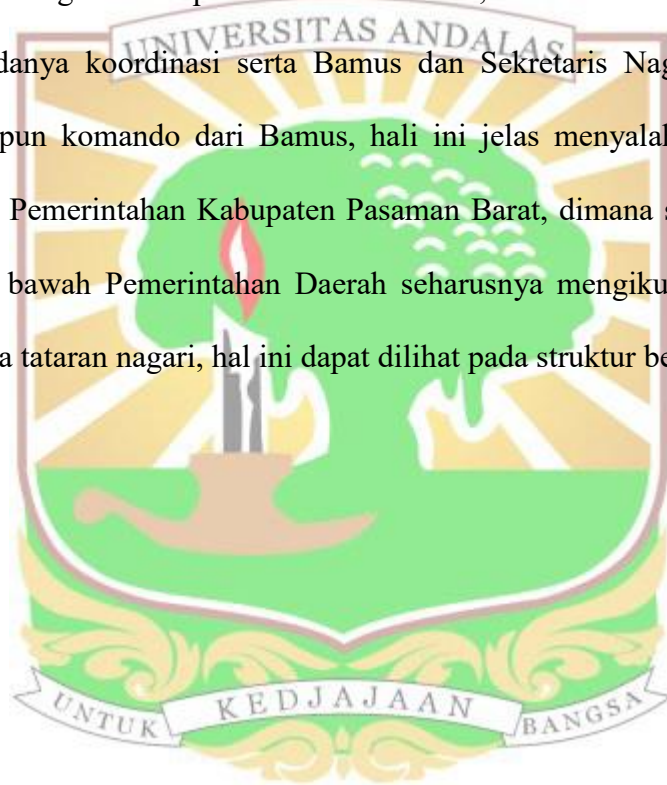 UNIVERSITAS ANDALAS
danya koordinasi serta Bamus dan Sekretaris Nag
pun komando dari Bamus, hali ini jelas menyalal
Pemerintahan Kabupaten Pasaman Barat, dimana s
bawah Pemerintahan Daerah seharusnya mengiku
a tataran nagari, hal ini dapat dilihat pada struktur be
UNTUK KEDJAJAAN BANGSA